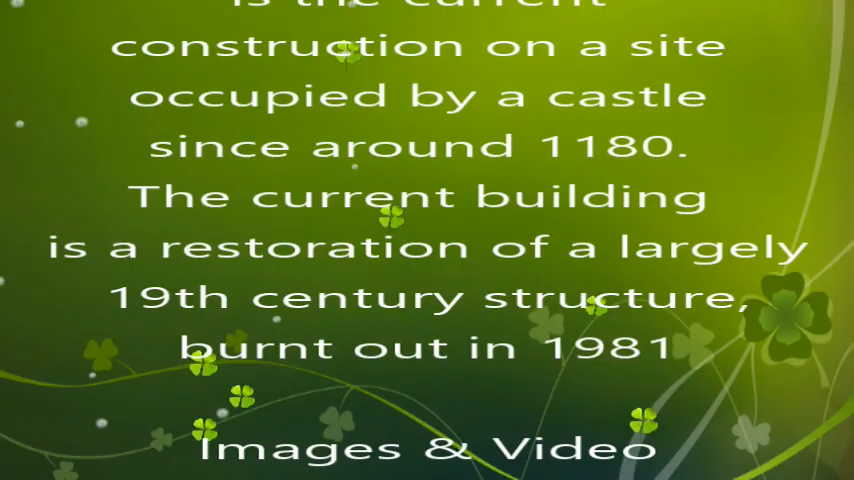 is the current
construction on a site
occupied by a castle
since around 1180.
The current building
is a restoration of a largely
19th century structure,
burnt out in 1981
Images & Video